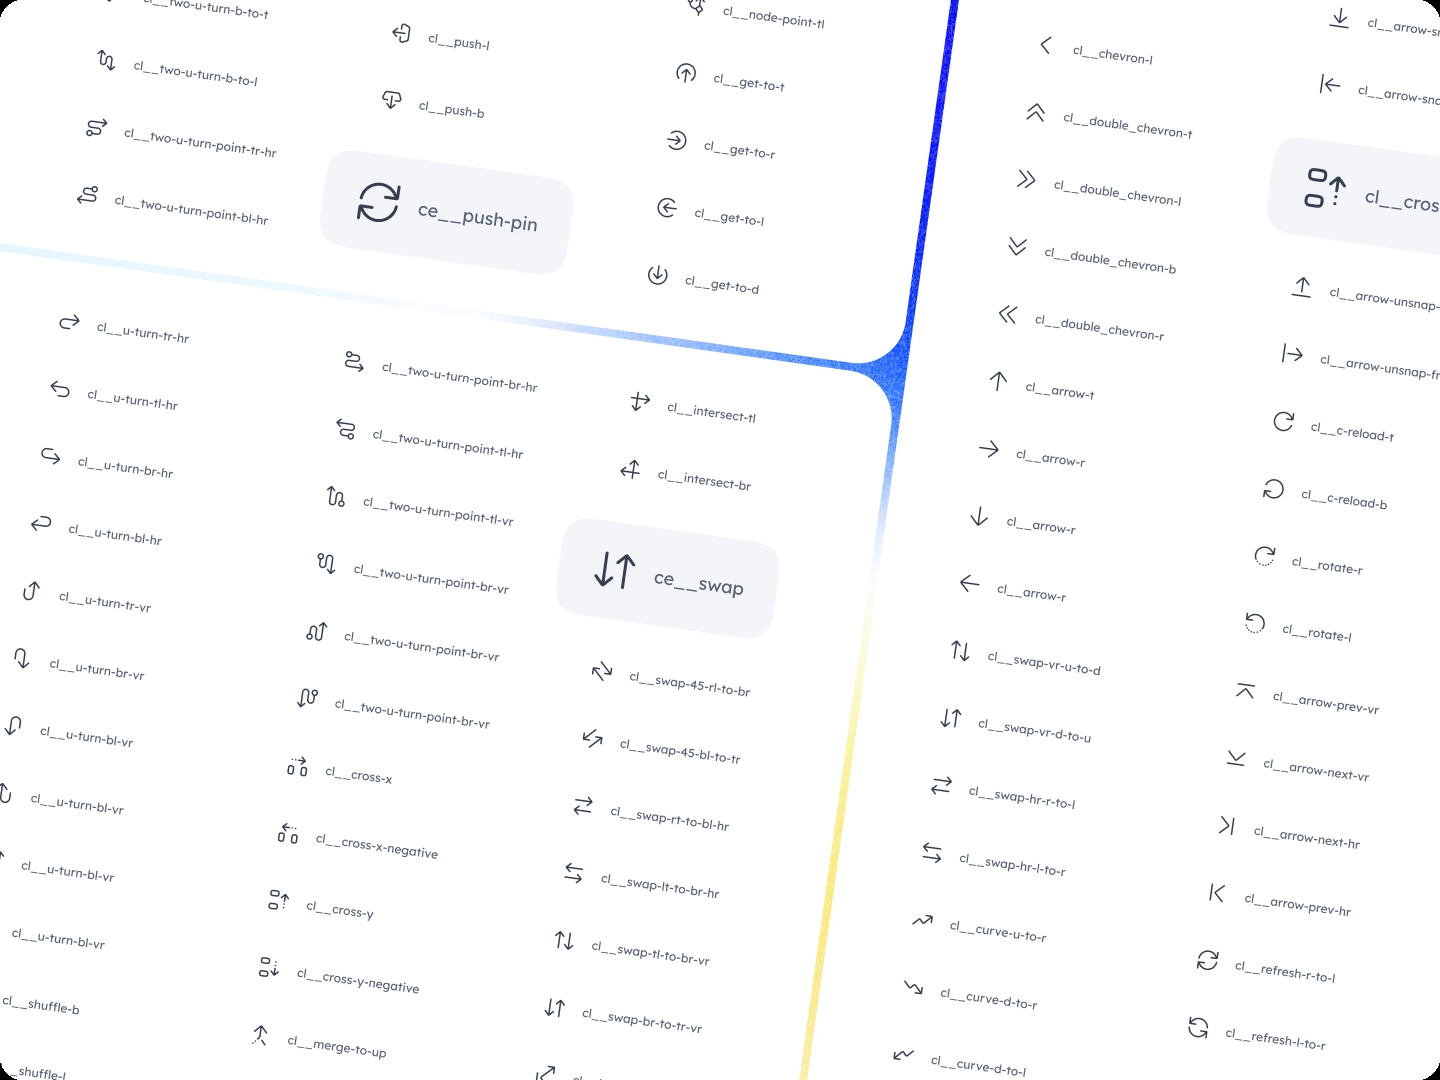 two-u-turn-b-to-t
cl__two-u-turn-b-to-l
cl__two-u-turn-point-tr-hr
cl__two-u-turn-point-bl-hr
cl__push-l
cl__push-b
ce__push-pin
cl__node-point-tl
cl__get-to-t
cl__get-to-r
cl__get-to-l
cl__get-to-d
cl__u-turn-tr-hr
cl__u-turn-tl-hr
cl__u-turn-br-hr
cl__u-turn-bl-hr
cl__u-turn-tr-vr
cl__u-turn-br-vr
cl__u-turn-bl-vr
cl__u-turn-bl-vr
cl__u-turn-bl-vr
cl__u-turn-bl-vr
cl__shuffle-b
shuffle-l
cl__two-u-turn-point-br-hr
cl__two-u-turn-point-tl-hr
cl__two-u-turn-point-tl-vr
cl__two-u-turn-point-br-vr
cl__two-u-turn-point-br-vr
cl__two-u-turn-point-br-vr
cl__cross-x
cl__cross-x-negative
cl__cross-y
cl__cross-y-negative
cl__merge-to-up
cl__intersect-tl
cl__intersect-br
ce__swap
cl__swap-45-rl-to-br
cl__swap-45-bl-to-tr
cl__swap-rt-to-bl-hr
cl__swap-lt-to-br-hr
cl__swap-tl-to-br-vr
cl__swap-br-to-tr-vr
cl__chevron-l
cl__double_chevron-t
cl__double_chevron-l
cl__double_chevron-b
cl__double_chevron-r
cl__arrow-t
cl__arrow-r
cl__arrow-r
cl__arrow-r
cl__swap-vr-u-to-d
cl__swap-vr-d-to-u
cl__swap-hr-r-to-l
cl__swap-hr-l-to-r
cl__curve-u-to-r
cl__curve-d-to-r
cl__curve-d-to-l
cl__arrow-s
cl__arrow-sn
cl__cros
cl__arrow-unsnap-
cl__arrow-unsnap-fr
cl__c-reload-t
cl__c-reload-b
cl__rotate-r
cl__rotate-l
cl__arrow-prev-vr
cl__arrow-next-vr
cl__arrow-next-hr
cl__arrow-prev-hr
cl__refresh-r-to-l
cl__refresh-l-to-r